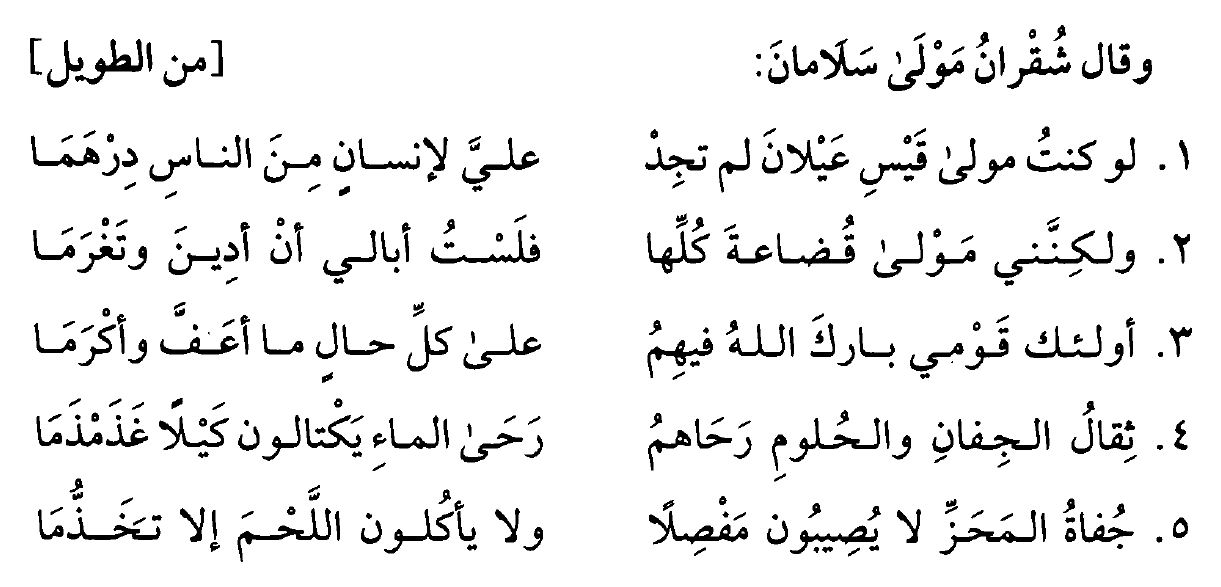 وقال شُقْرانُ مَوْلَىٰ سَلَامانَ: [من الطويل]
١. لو كنتُ مولىٰ قَيْسِ عَيْلانَ لم تجِدْ عليَّ لإنسانٍ مِنَ الناسِ دِرْهَمَا
٢. ولكِنَّني مَوْلىٰ قُضاعةَ كُلِّها فلَسْتُ أبالي أنْ أدِينَ وتَغْرَمَا
٣. أولئك قَوْمي باركَ اللهُ فيهِمُ علىٰ كلِّ حالٍ ما أعَفَّ وأكْرَمَا
٤. ثِقالُ الجِفانِ والحُلومِ رَحَاهمُ رَحَىٰ الماءِ يَكْتالون كَيْلًا غَذَمْذَمَا
٥. جُفاةُ المَحَزِّ لا يُصِيبُون مَفْصِلًا ولا يأكُلون اللَّحْمَ إلا تخَذُّمَا